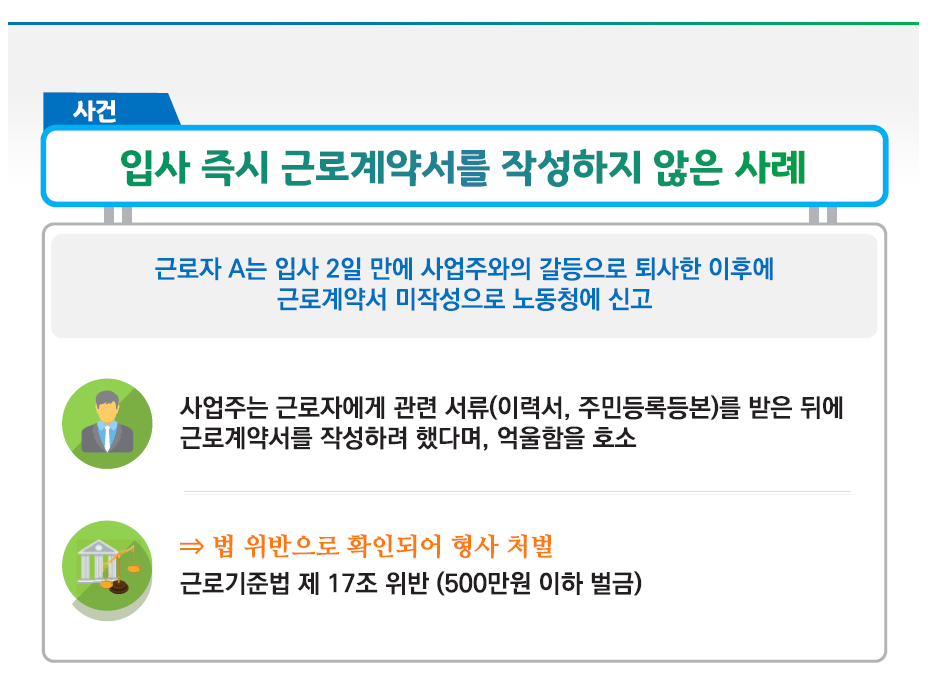 사건
입사 즉시 근로계약서를 작성하지 않은 사례
근로자 A는 입사 2일 만에 사업주와의 갈등으로 퇴사한 이후에
근로계약서 미작성으로 노동청에 신고
사업주는 근로자에게 관련 서류(이력서, 주민등록등본)를 받은 뒤에
근로계약서를 작성하려 했다며, 억울함을 호소
⇒ 법 위반으로 확인되어 형사 처벌
근로기준법 제 17조 위반 (500만원 이하 벌금)